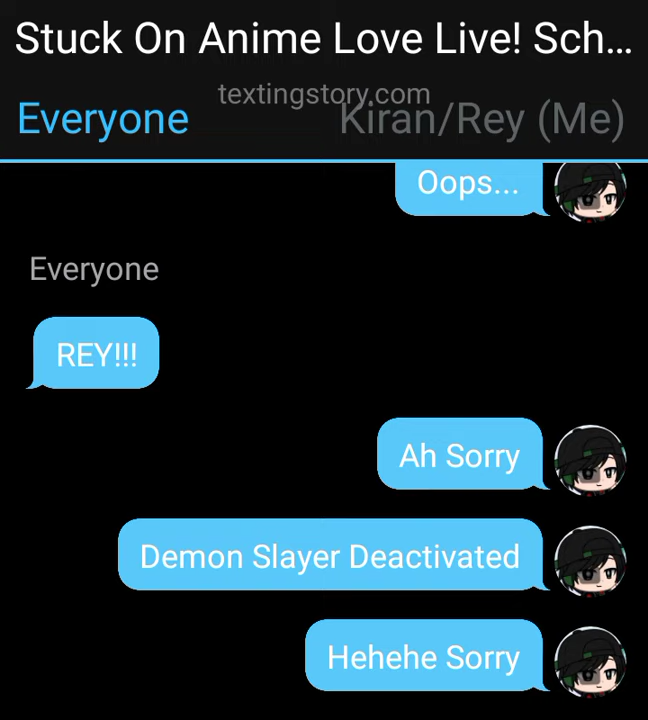 Stuck On Anime Love Live! Sch...
textingstory.com
Everyone
Kiran/Rey (Me)
Oops...
Everyone
REY!!!
Ah Sorry
Demon Slayer Deactivated
Hehehe Sorry